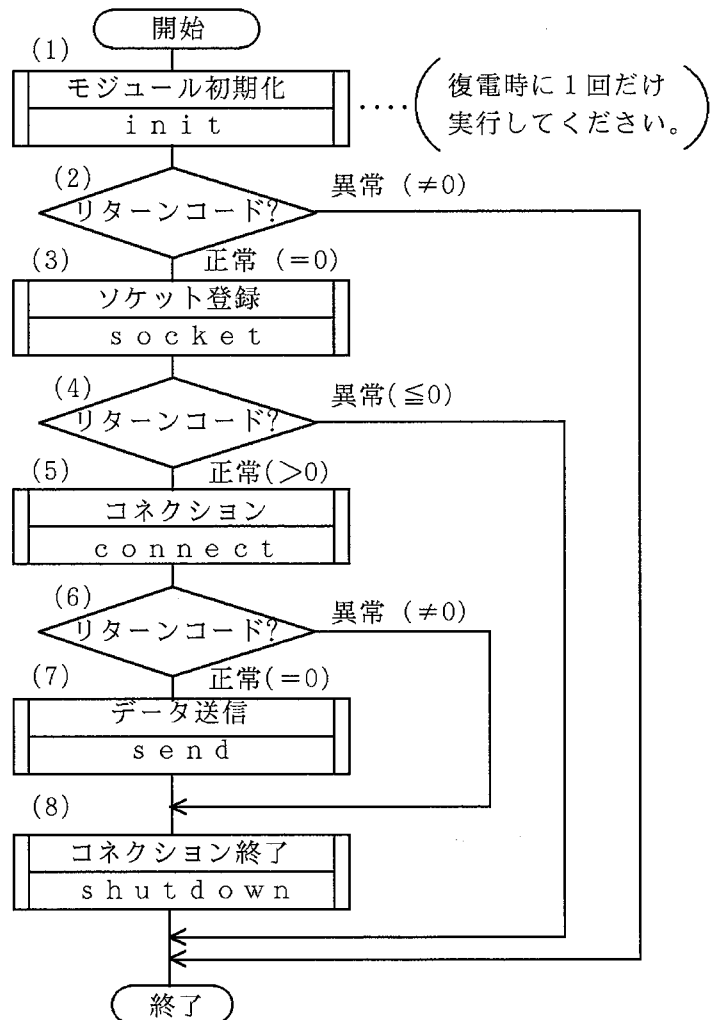 開始
(1)
モジュール初期化
init
復電時に1回だけ
実行してください。
(2)
リターンコード?
異常 (≠0)
正常 (=0)
(3)
ソケット登録
socket
(4)
リターンコード?
異常(≦0)
正常(>0)
(5)
コネクション
connect
(6)
リターンコード?
異常 (≠0)
正常(=0)
(7)
データ送信
send
(8)
コネクション終了
shutdown
終了